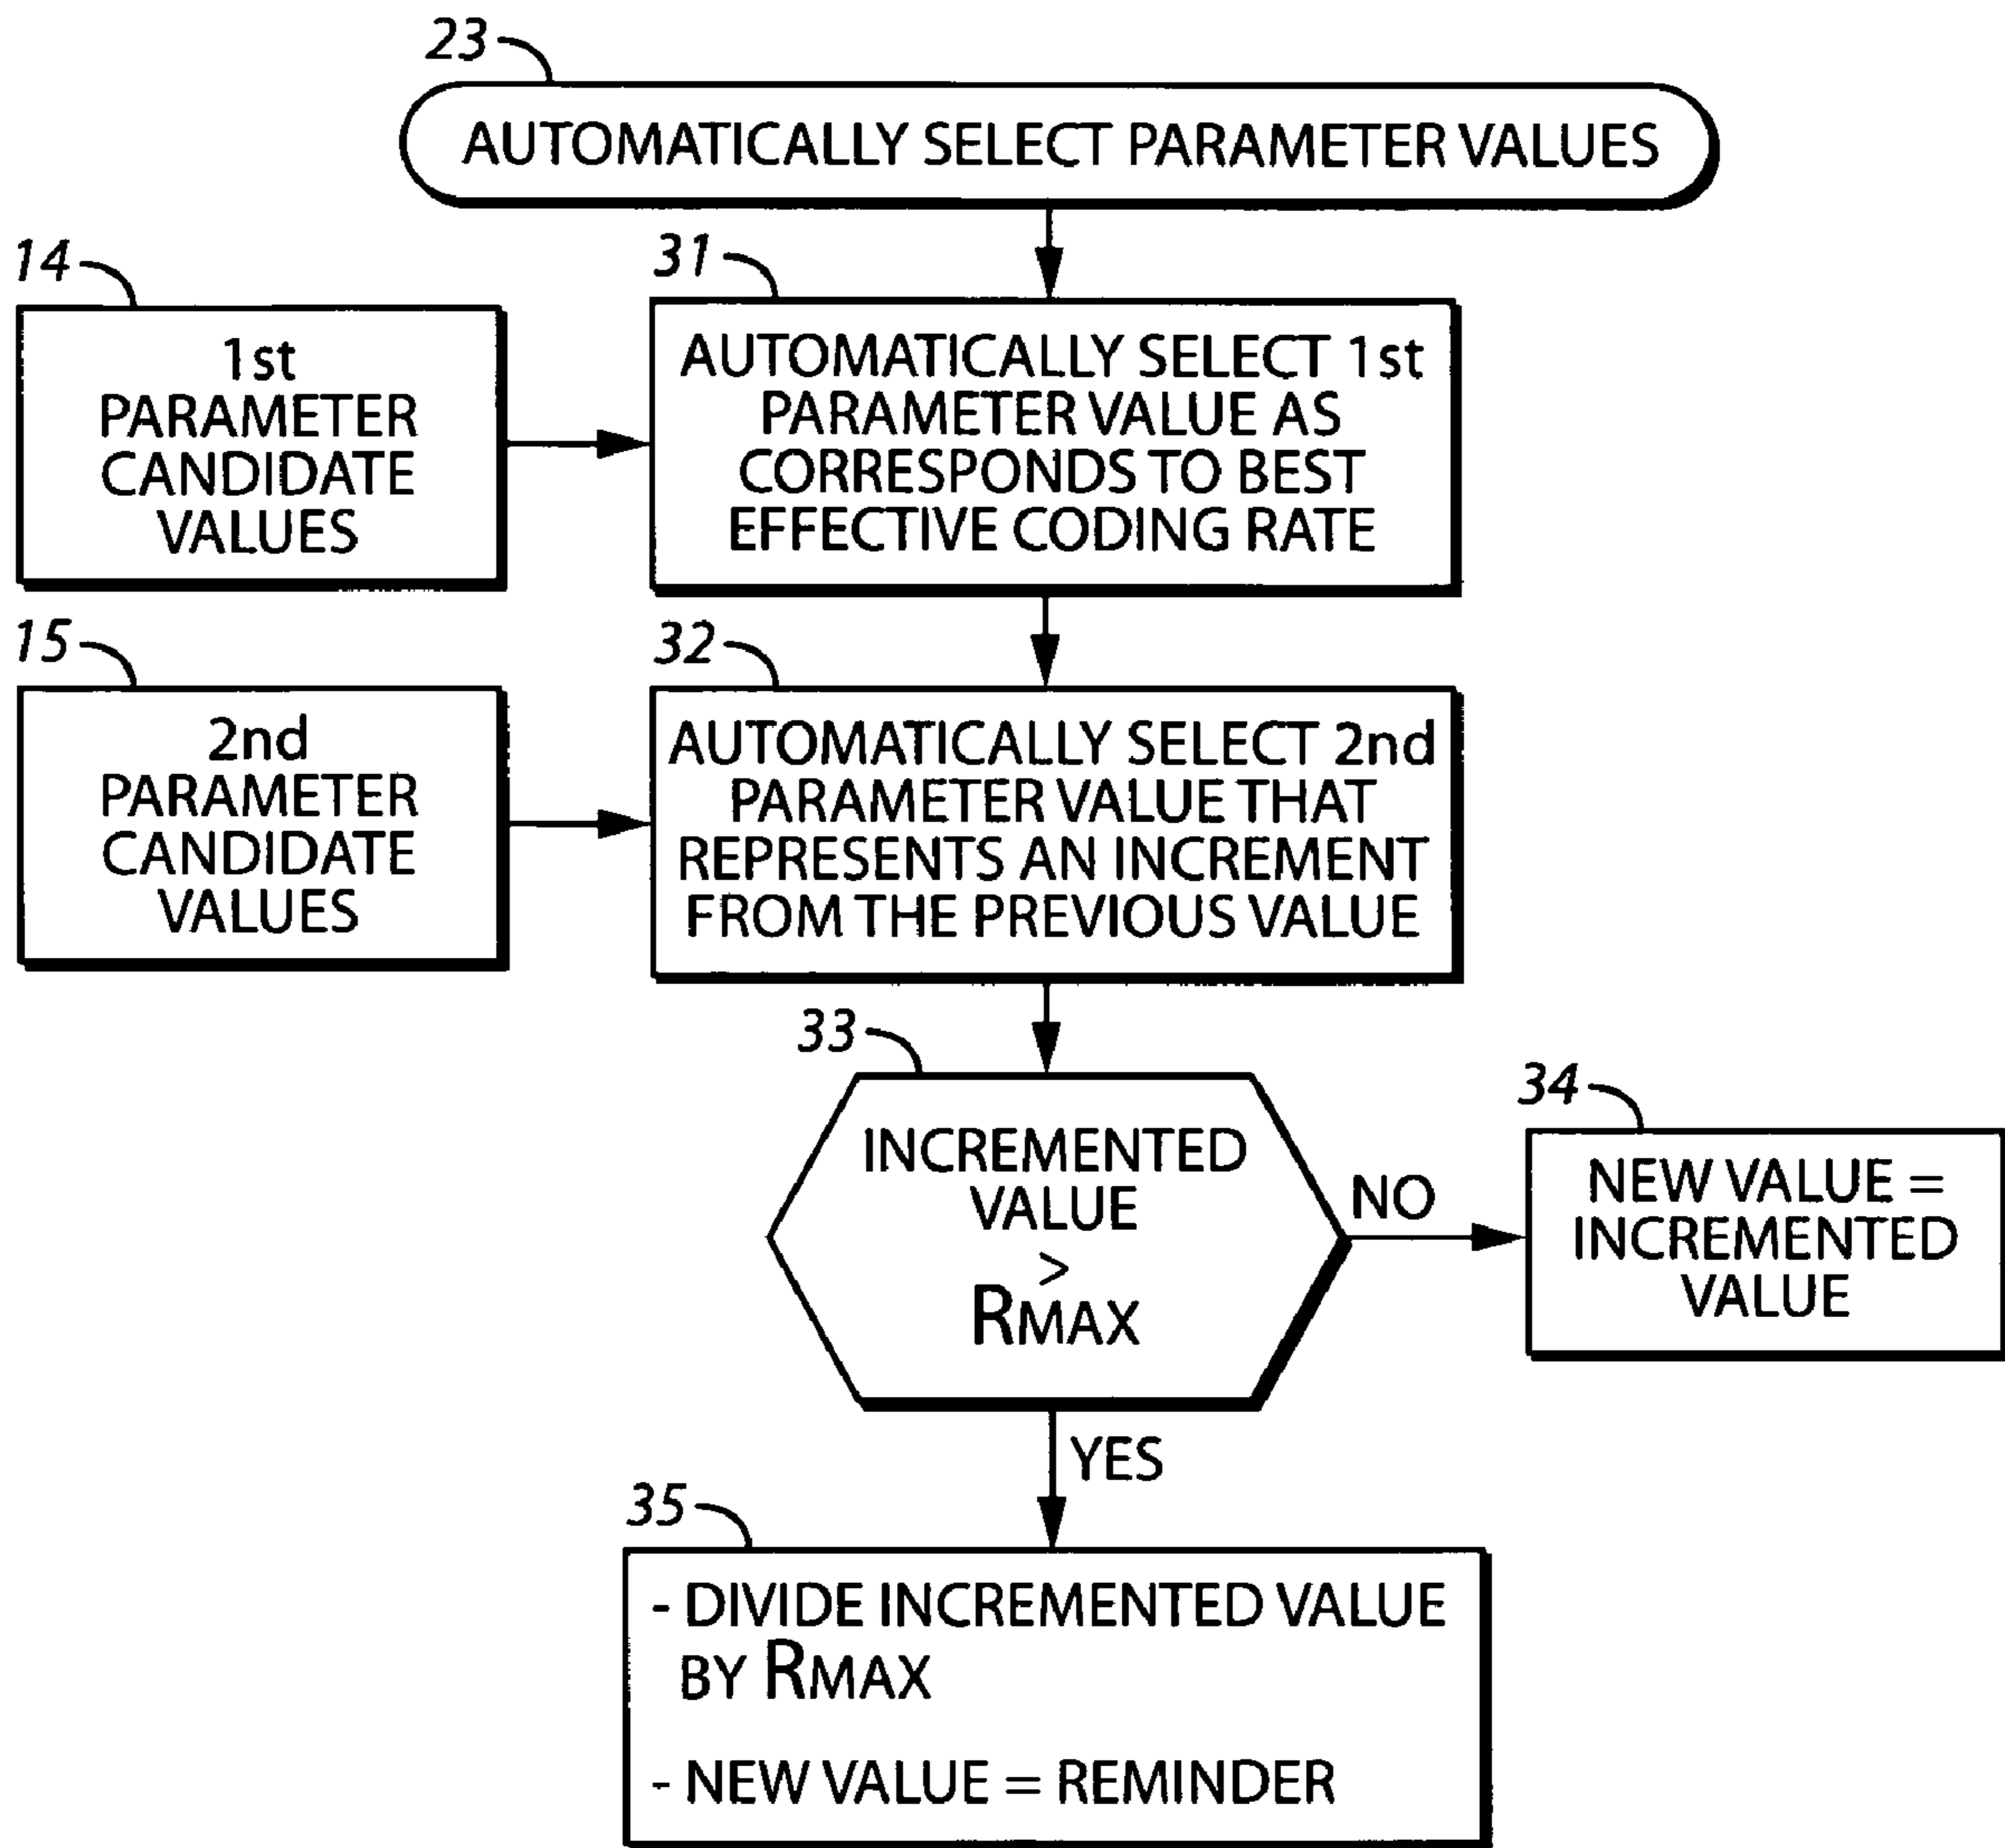 23
AUTOMATICALLY SELECT PARAMETER VALUES
14
1st
PARAMETER
CANDIDATE
VALUES
31
AUTOMATICALLY SELECT 1st
PARAMETER VALUE AS
CORRESPONDS TO BEST
EFFECTIVE CODING RATE
15
2nd
PARAMETER
CANDIDATE
VALUES
32
AUTOMATICALLY SELECT 2nd
PARAMETER VALUE THAT
REPRESENTS AN INCREMENT
FROM THE PREVIOUS VALUE
33
INCREMENTED
VALUE
>
RMAX
NO
34
NEW VALUE =
INCREMENTED
VALUE
YES
35
- DIVIDE INCREMENTED VALUE
BY RMAX
- NEW VALUE = REMINDER